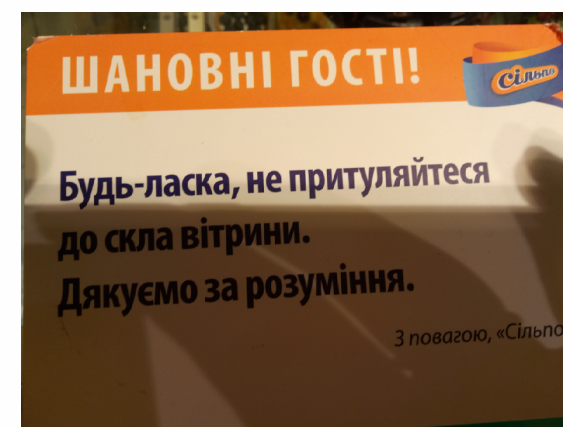 ШАНОВНІ ГОСТІ!
Сільпо
Будь-ласка, не притуляйтеся
до скла вітрини.
Дякуємо за розуміння.
З повагою, «Сільпо